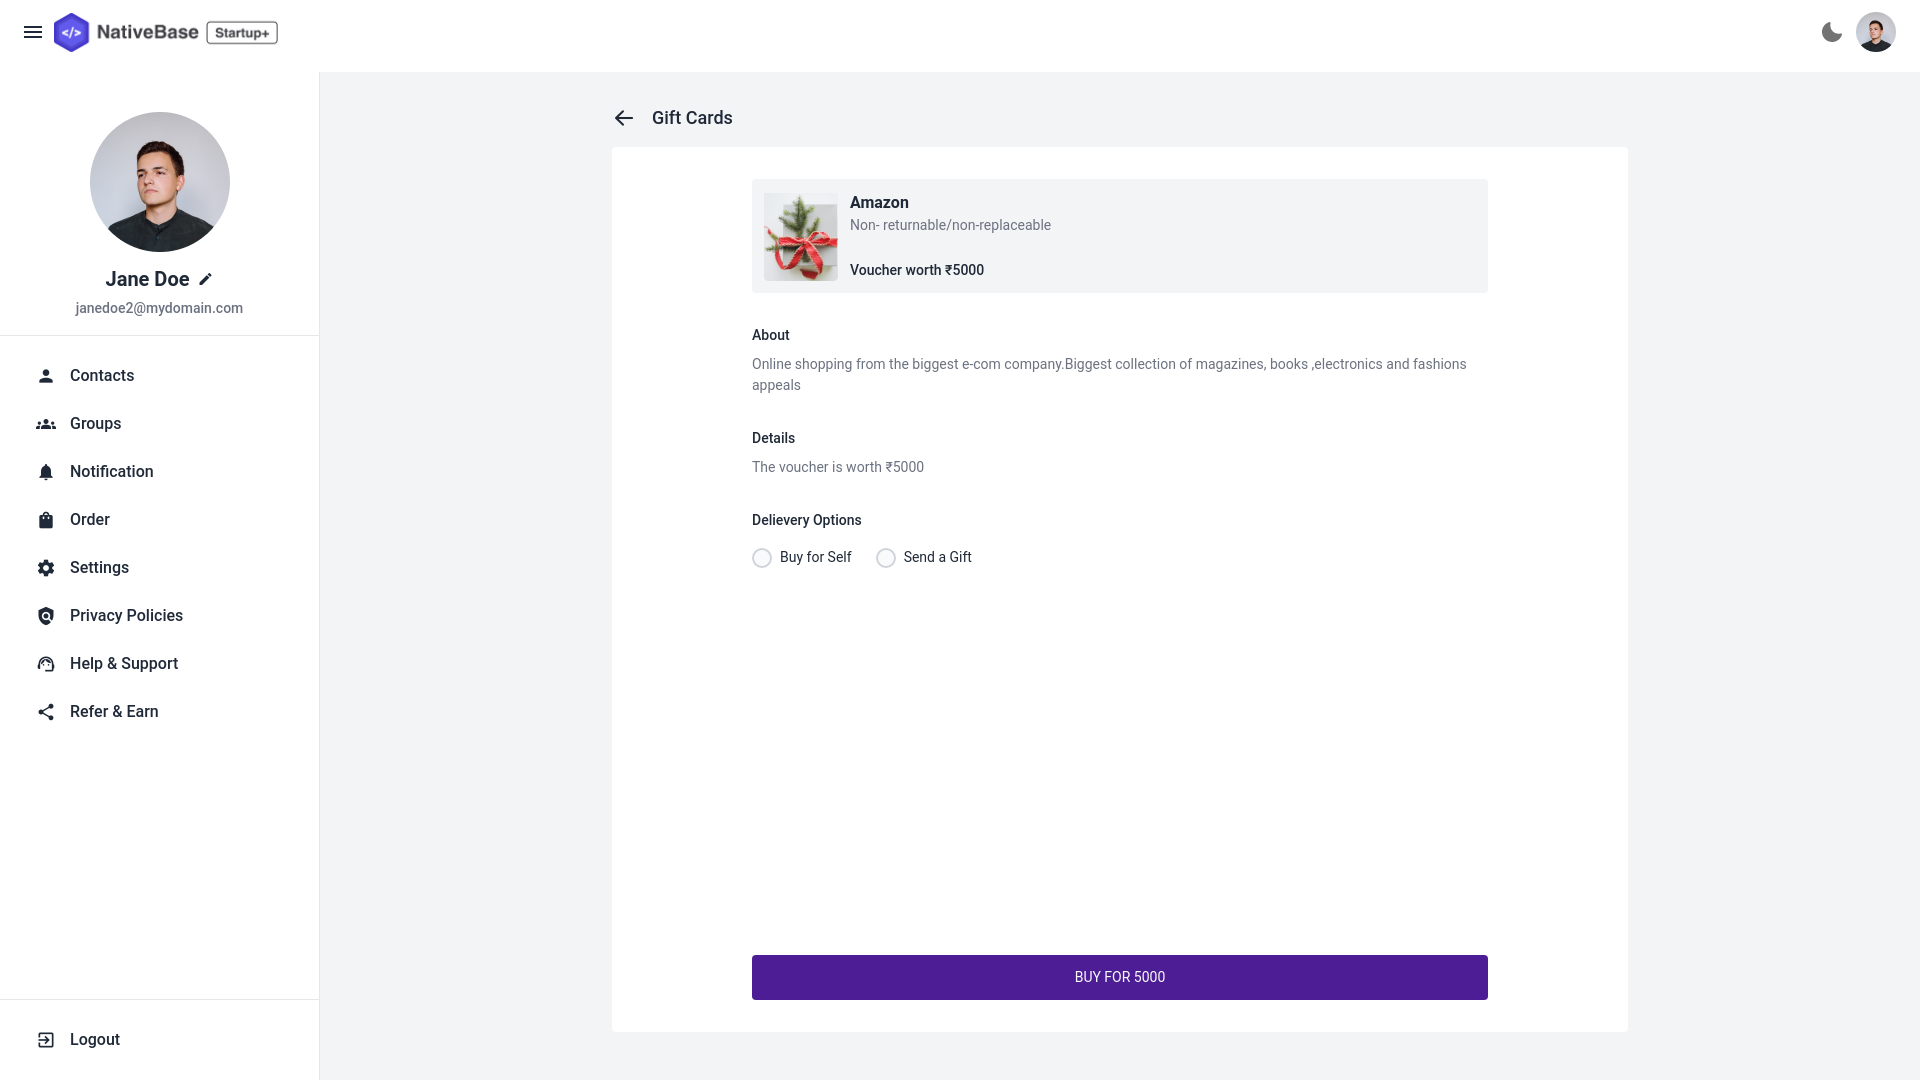 </> NativeBase Startup+
Jane Doe
janedoe2@mydomain.com
Contacts
Groups
Notification
Order
Settings
Privacy Policies
Help & Support
Refer & Earn
Logout
Gift Cards
Amazon
Non- returnable/non-replaceable
Voucher worth ₹5000
About
Online shopping from the biggest e-com company.Biggest collection of magazines, books ,electronics and fashions
appeals
Details
The voucher is worth ₹5000
Delievery Options
Buy for Self Send a Gift
BUY FOR 5000